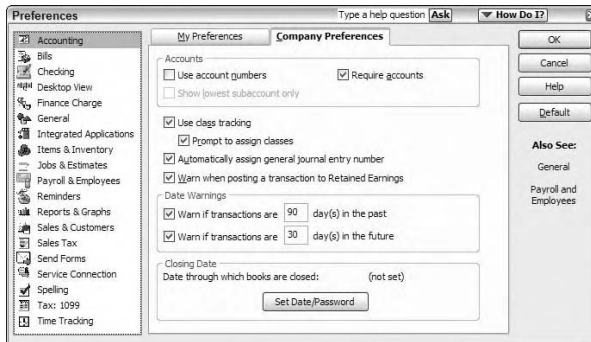 Preferences
Type a help question Ask
How Do I?
Accounting
Bills
Checking
Desktop View
Finance Charge
General
Integrated Applications
Items & Inventory
Jobs & Estimates
Payroll & Employees
Reminders
Reports & Graphs
Sales & Customers
Sales Tax
Send Forms
Service Connection
Spelling
Tax: 1099
Time Tracking
My Preferences
Company Preferences
Accounts
Use account numbers
Require accounts
Show lowest subaccount only
Use class tracking
Prompt to assign classes
Automatically assign general journal entry number
Warn when posting a transaction to Retained Earnings
Date Warnings
Warn if transactions are 90 day(s) in the past
Warn if transactions are 30 day(s) in the future
Closing Date
Date through which books are closed: (not set)
Set Date/Password
OK
Cancel
Help
Default
Also See:
General
Payroll and
Employees